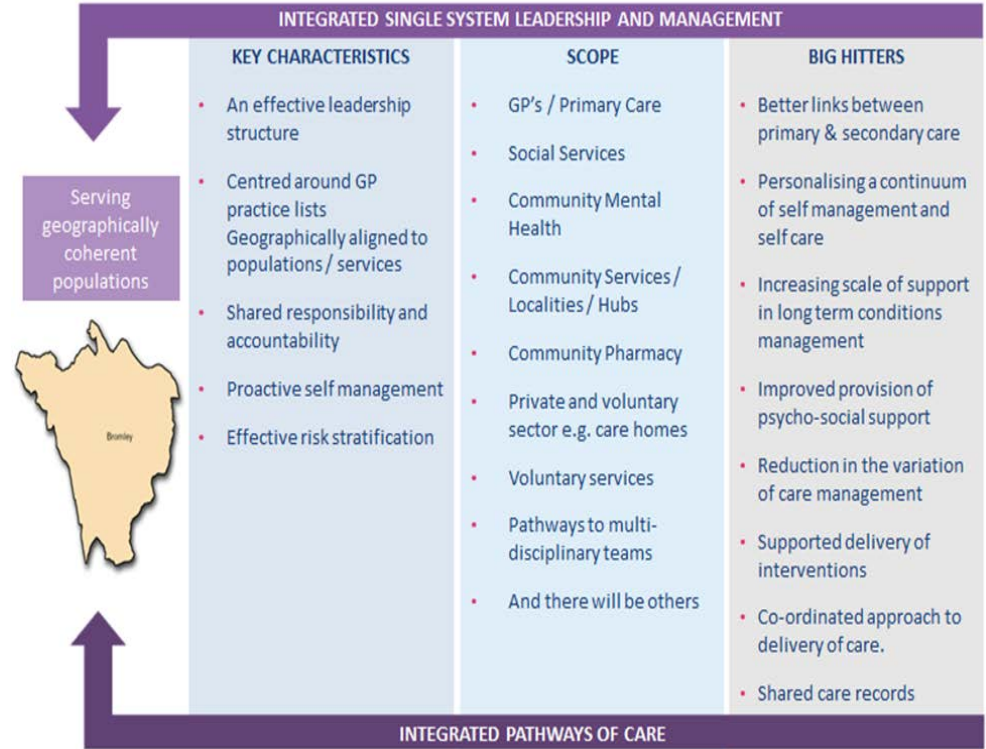 INTEGRATED SINGLE SYSTEM LEADERSHIP AND MANAGEMENT
Serving
geographically
coherent
populations
Bromley
KEY CHARACTERISTICS
• An effective leadership
structure
• Centred around GP
practice lists
Geographically aligned to
populations / services
• Shared responsibility and
accountability
• Proactive self management
• Effective risk stratification
SCOPE
• GP's / Primary Care
• Social Services
• Community Mental
Health
• Community Services /
Localities / Hubs
• Community Pharmacy
• Private and voluntary
sector e.g. care homes
• Voluntary services
• Pathways to multi-
disciplinary teams
• And there will be others
BIG HITTERS
• Better links between
primary & secondary care
• Personalising a continuum
of self management and
self care
• Increasing scale of support
in long term conditions
management
• Improved provision of
psycho-social support
• Reduction in the variation
of care management
• Supported delivery of
interventions
• Co-ordinated approach to
delivery of care.
• Shared care records
INTEGRATED PATHWAYS OF CARE